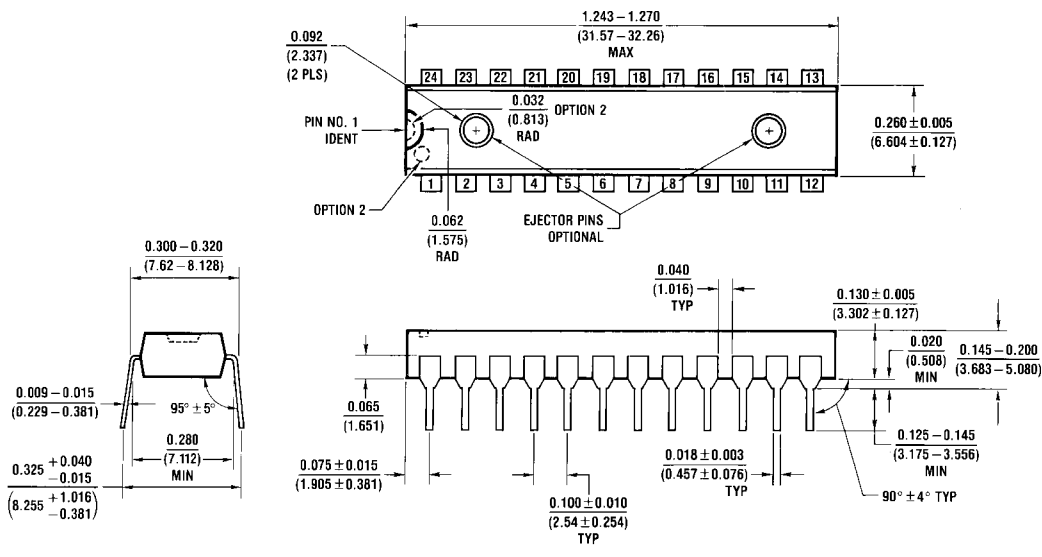 1.243 – 1.270
(31.57 – 32.26)
MAX
0.092
(2.337)
(2 PLS)
24 23 22 21 20 19 18 17 16 15 14 13
0.032
(0.813)
RAD
OPTION 2
PIN NO. 1
IDENT
0.260 ± 0.005
(6.604 ± 0.127)
1 2 3 4 5 6 7 8 9 10 11 12
OPTION 2
0.062
(1.575)
RAD
EJECTOR PINS
OPTIONAL
0.300 – 0.320
(7.62 – 8.128)
0.040
(1.016)
TYP
0.130 ± 0.005
(3.302 ± 0.127)
0.020
(0.508)
MIN
0.145 – 0.200
(3.683 – 5.080)
0.009 – 0.015
(0.229 – 0.381)
95° ± 5°
0.065
(1.651)
0.280
(7.112)
MIN
0.325 +0.040 −0.015
(8.255 +1.016 −0.381)
0.075 ± 0.015
(1.905 ± 0.381)
0.018 ± 0.003
(0.457 ± 0.076)
TYP
0.125 – 0.145
(3.175 – 3.556)
MIN
0.100 ± 0.010
(2.54 ± 0.254)
TYP
90° ± 4° TYP